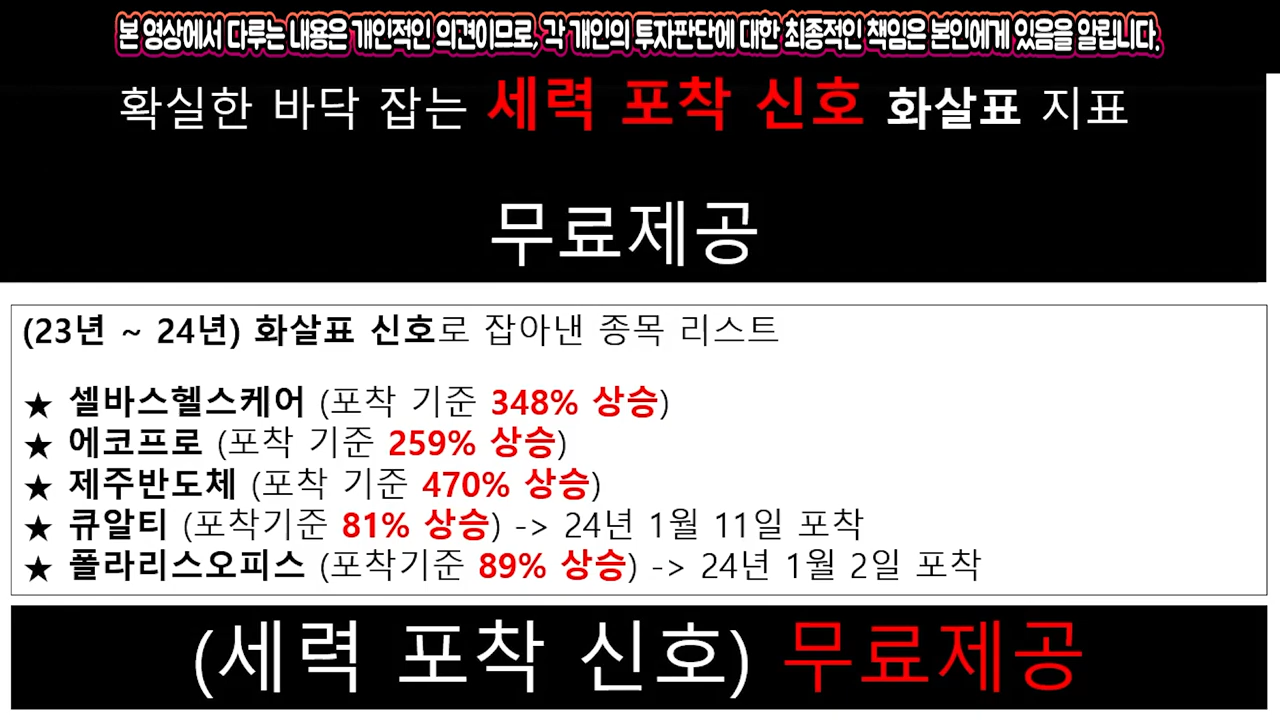 본 영상에서 다루는 내용은 개인적인 의견이므로, 각 개인의 투자판단에 대한 최종적인 책임은 본인에게 있음을 알립니다.
확실한 바닥 잡는 세력 포착 신호 화살표 지표
무료제공
(23년 ~ 24년) 화살표 신호로 잡아낸 종목 리스트
★ 셀바스헬스케어 (포착 기준 348% 상승)
★ 에코프로 (포착 기준 259% 상승)
★ 제주반도체 (포착 기준 470% 상승)
★ 큐알티 (포착기준 81% 상승) -> 24년 1월 11일 포착
★ 폴라리스오피스 (포착기준 89% 상승) -> 24년 1월 2일 포착
(세력 포착 신호) 무료제공